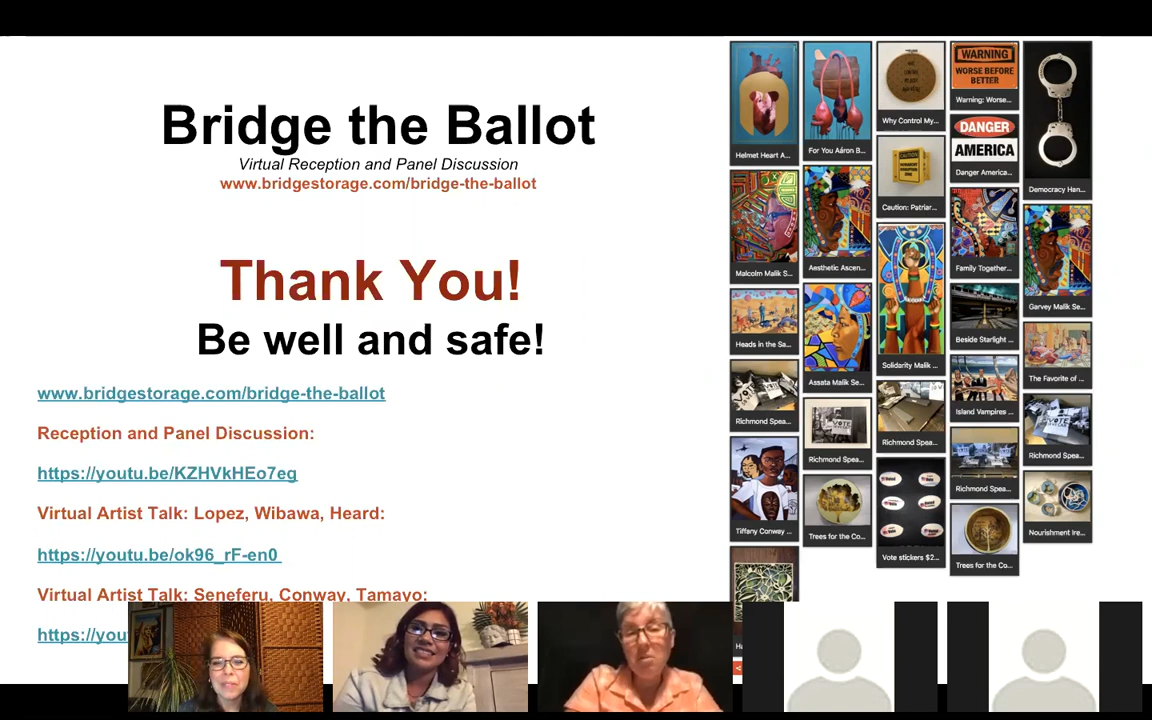 Bridge the Ballot
Virtual Reception and Panel Discussion
www.bridgestorage.com/bridge-the-ballot
Thank You!
Be well and safe!
www.bridgestorage.com/bridge-the-ballot
Reception and Panel Discussion:
https://youtu.be/KZHVkHEo7eg
Virtual Artist Talk: Lopez, Wibawa, Heard:
https://youtu.be/ok96_rF-en0
Virtual Artist Talk: Seneferu, Conway, Tamayo:
https://you
Helmet Heart A...
Malcolm Malik S...
Heads in the Sa...
Richmond Spea...
Tiffany Conway ...
For You Aáron B...
Aesthetic Ascen...
Assata Malik Se...
VOTE
Richmond Spea...
Trees for the Co...
Why Control My...
CAUTION
Caution: Patriar...
Solidarity Malik ...
Richmond Spea...
Vote stickers $2...
WARNING
WORSE BEFORE
BETTER
Warning: Worse...
DANGER
AMERICA
Danger America...
Family Together...
Beside Starlight ...
Island Vampires ...
Richmond Spea...
Trees for the Co...
Democracy Han...
Garvey Malik Se...
The Favorite of ...
Richmond Spea...
Nourishment Ire...